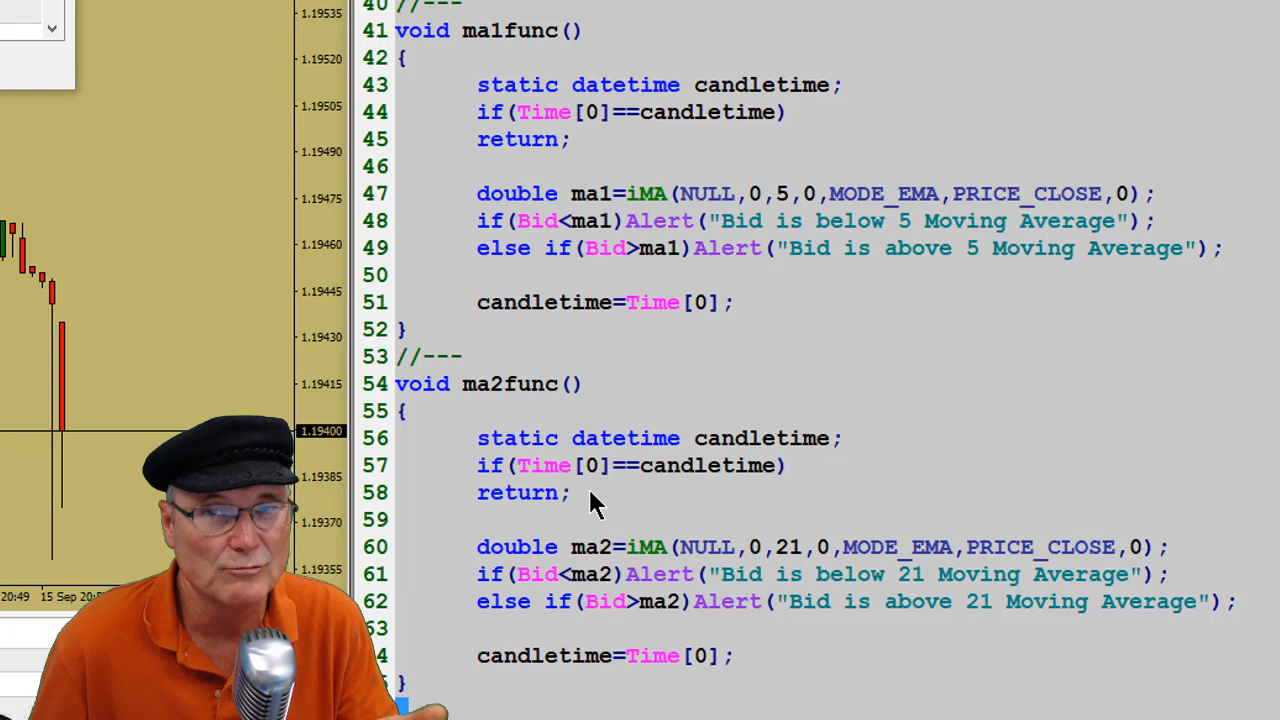 1.19535
1.19520
1.19505
1.19490
1.19475
1.19460
1.19445
1.19430
1.19415
1.19400
1.19385
1.19370
1.19355
20:49 15 Sep
40 //---
41 void ma1func()
42 {
43 static datetime candletime;
44 if(Time[0]==candletime)
45 return;
46
47 double ma1=iMA(NULL,0,5,0,MODE_EMA,PRICE_CLOSE,0);
48 if(Bid<ma1)Alert("Bid is below 5 Moving Average");
49 else if(Bid>ma1)Alert("Bid is above 5 Moving Average");
50
51 candletime=Time[0];
52 }
53 //---
54 void ma2func()
55 {
56 static datetime candletime;
57 if(Time[0]==candletime)
58 return;
59
60 double ma2=iMA(NULL,0,21,0,MODE_EMA,PRICE_CLOSE,0);
61 if(Bid<ma2)Alert("Bid is below 21 Moving Average");
62 else if(Bid>ma2)Alert("Bid is above 21 Moving Average");
63
4 candletime=Time[0];
}